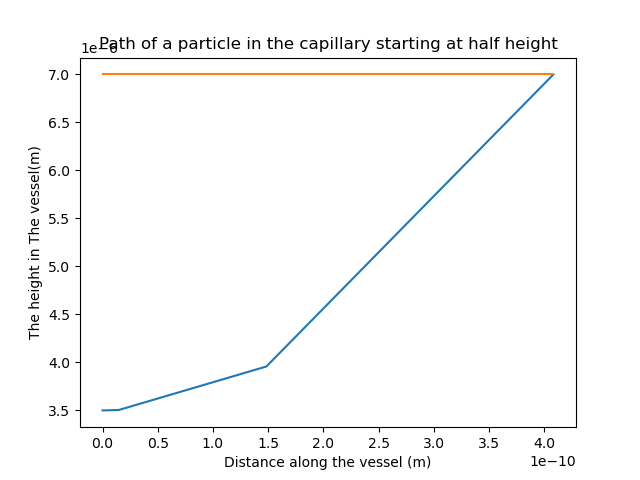 Path of a particle in the capillary starting at half height
1e−6
7.0
6.5
6.0
5.5
5.0
4.5
4.0
3.5
The height in The vessel(m)
0.0 0.5 1.0 1.5 2.0 2.5 3.0 3.5 4.0
1e−10
Distance along the vessel (m)